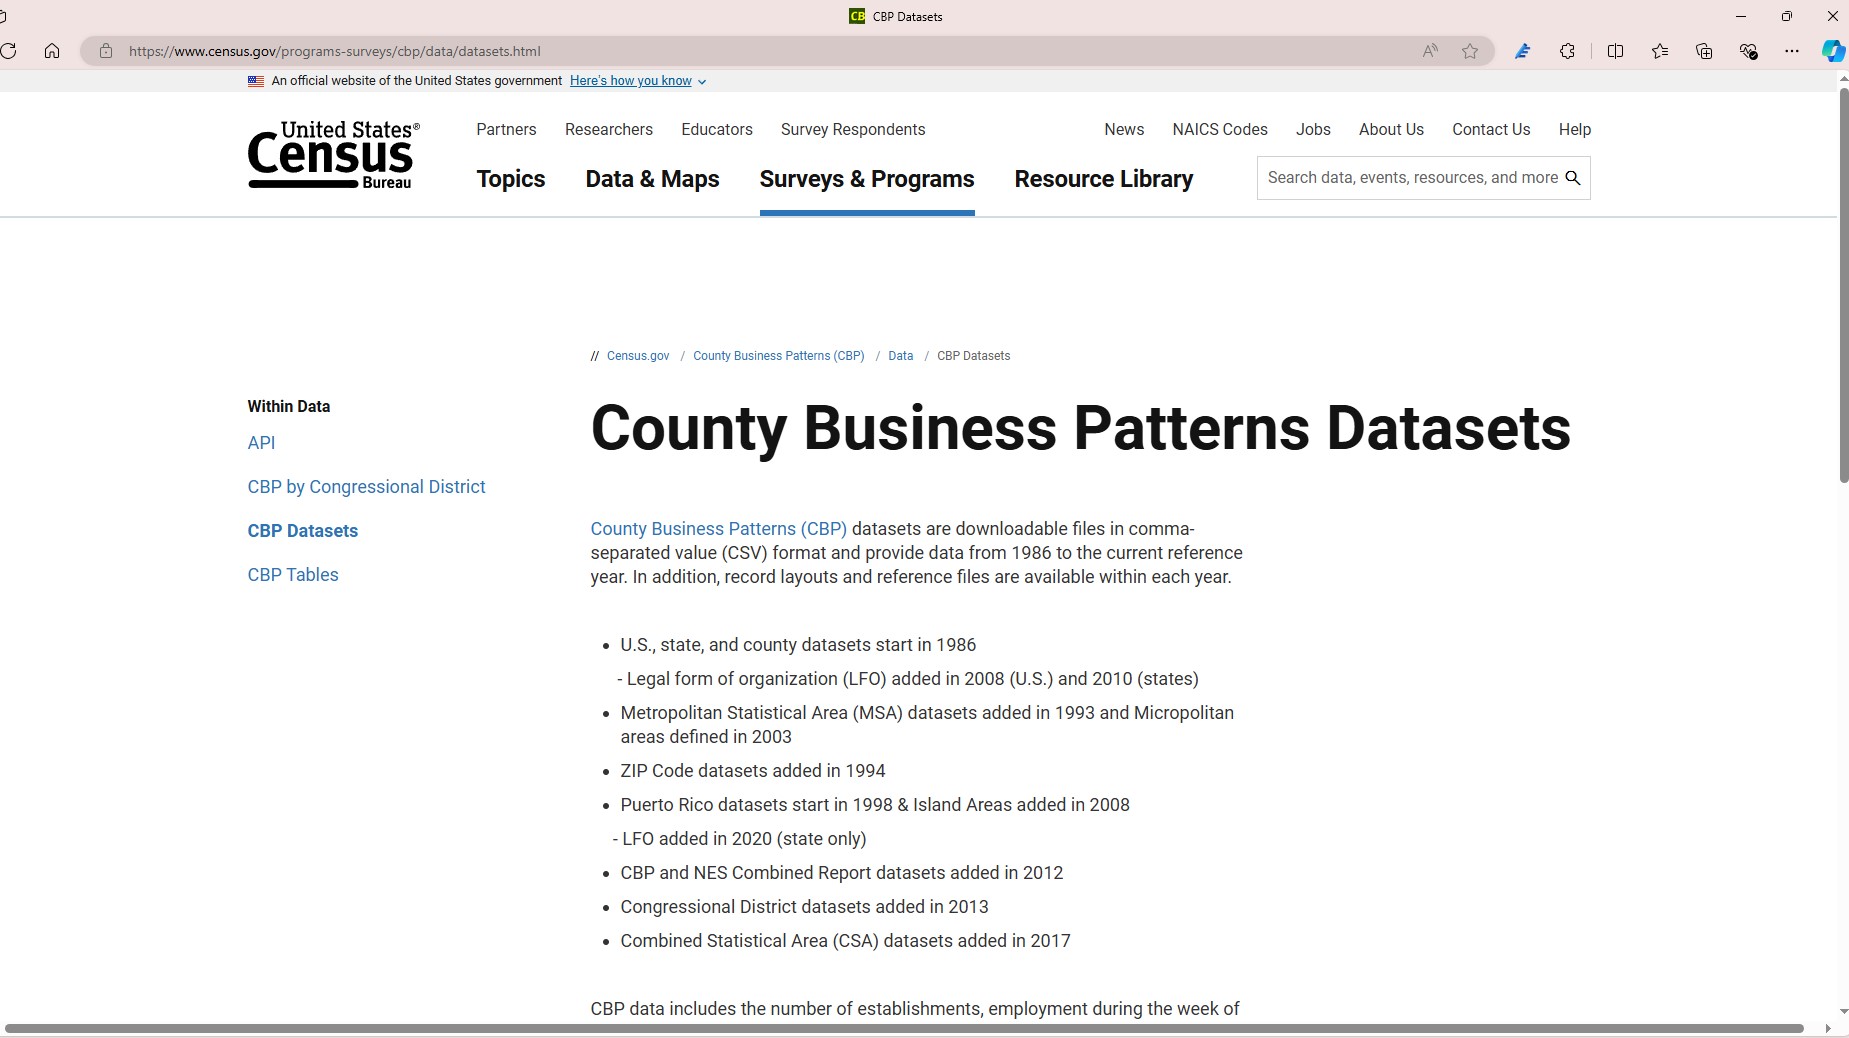 CB CBP Datasets
https://www.census.gov/programs-surveys/cbp/data/datasets.html
An official website of the United States government Here's how you know
United States®
Census
Bureau
Partners Researchers Educators Survey Respondents News NAICS Codes Jobs About Us Contact Us Help
Topics Data & Maps Surveys & Programs Resource Library Search data, events, resources, and more
// Census.gov / County Business Patterns (CBP) / Data / CBP Datasets
Within Data
API
CBP by Congressional District
CBP Datasets
CBP Tables
County Business Patterns Datasets
County Business Patterns (CBP) datasets are downloadable files in comma-
separated value (CSV) format and provide data from 1986 to the current reference
year. In addition, record layouts and reference files are available within each year.
• U.S., state, and county datasets start in 1986
- Legal form of organization (LFO) added in 2008 (U.S.) and 2010 (states)
• Metropolitan Statistical Area (MSA) datasets added in 1993 and Micropolitan
areas defined in 2003
• ZIP Code datasets added in 1994
• Puerto Rico datasets start in 1998 & Island Areas added in 2008
- LFO added in 2020 (state only)
• CBP and NES Combined Report datasets added in 2012
• Congressional District datasets added in 2013
• Combined Statistical Area (CSA) datasets added in 2017
CBP data includes the number of establishments, employment during the week of